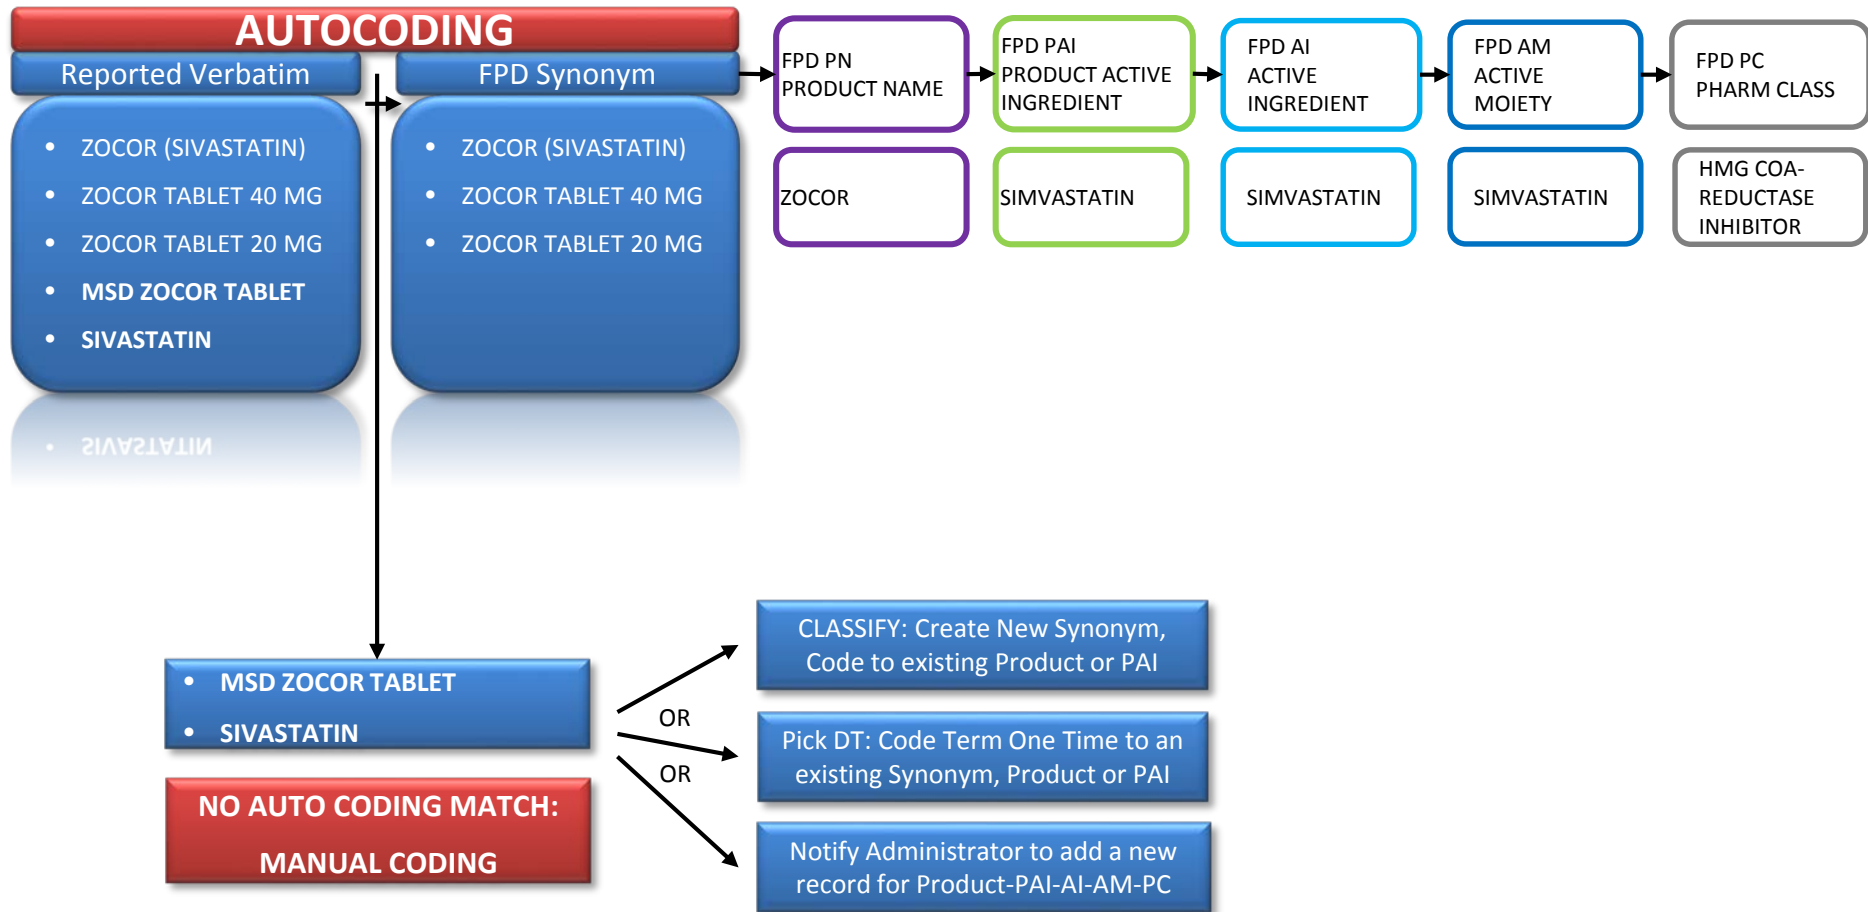 AUTOCODING
Reported Verbatim
• ZOCOR (SIVASTATIN)
• ZOCOR TABLET 40 MG
• ZOCOR TABLET 20 MG
• MSD ZOCOR TABLET
• SIVASTATIN
FPD Synonym
• ZOCOR (SIVASTATIN)
• ZOCOR TABLET 40 MG
• ZOCOR TABLET 20 MG
FPD PN
PRODUCT NAME
FPD PAI
PRODUCT ACTIVE
INGREDIENT
FPD AI
ACTIVE
INGREDIENT
FPD AM
ACTIVE
MOIETY
FPD PC
PHARM CLASS
ZOCOR
SIMVASTATIN
SIMVASTATIN
SIMVASTATIN
HMG COA-
REDUCTASE
INHIBITOR
• MSD ZOCOR TABLET
• SIVASTATIN
NO AUTO CODING MATCH:
MANUAL CODING
CLASSIFY: Create New Synonym,
Code to existing Product or PAI
OR
Pick DT: Code Term One Time to an
existing Synonym, Product or PAI
OR
Notify Administrator to add a new
record for Product-PAI-AI-AM-PC